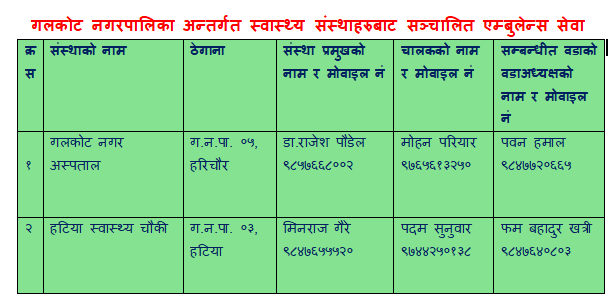 गलकोट नगरपालिका अन्तर्गत स्वास्थ्य संस्थाहरुबाट सञ्चालित एम्बुलेन्स सेवा
क्र स संस्थाको नाम ठेगाना संस्था प्रमुखको नाम र मोबाइल नं चालकको नाम र मोबाइल नं सम्बन्धीत वडाको वडाअध्यक्षको नाम र मोबाइल नं
१ गलकोट नगर अस्पताल ग.न.पा. ०५, हरिचौर डा.राजेश पौडेल ९८५७६६८००२ मोहन परियार ९७६५६१३२५० पवन हमाल ९८४७७२०६६५
२ हटिया स्वास्थ्य चौकी ग.न.पा. ०३, हटिया मिनराज गैरे ९८४७६५५५२० पदम सुनुवार ९७४४२५०१३८ फम बहादुर खत्री ९८४७६४०८०३